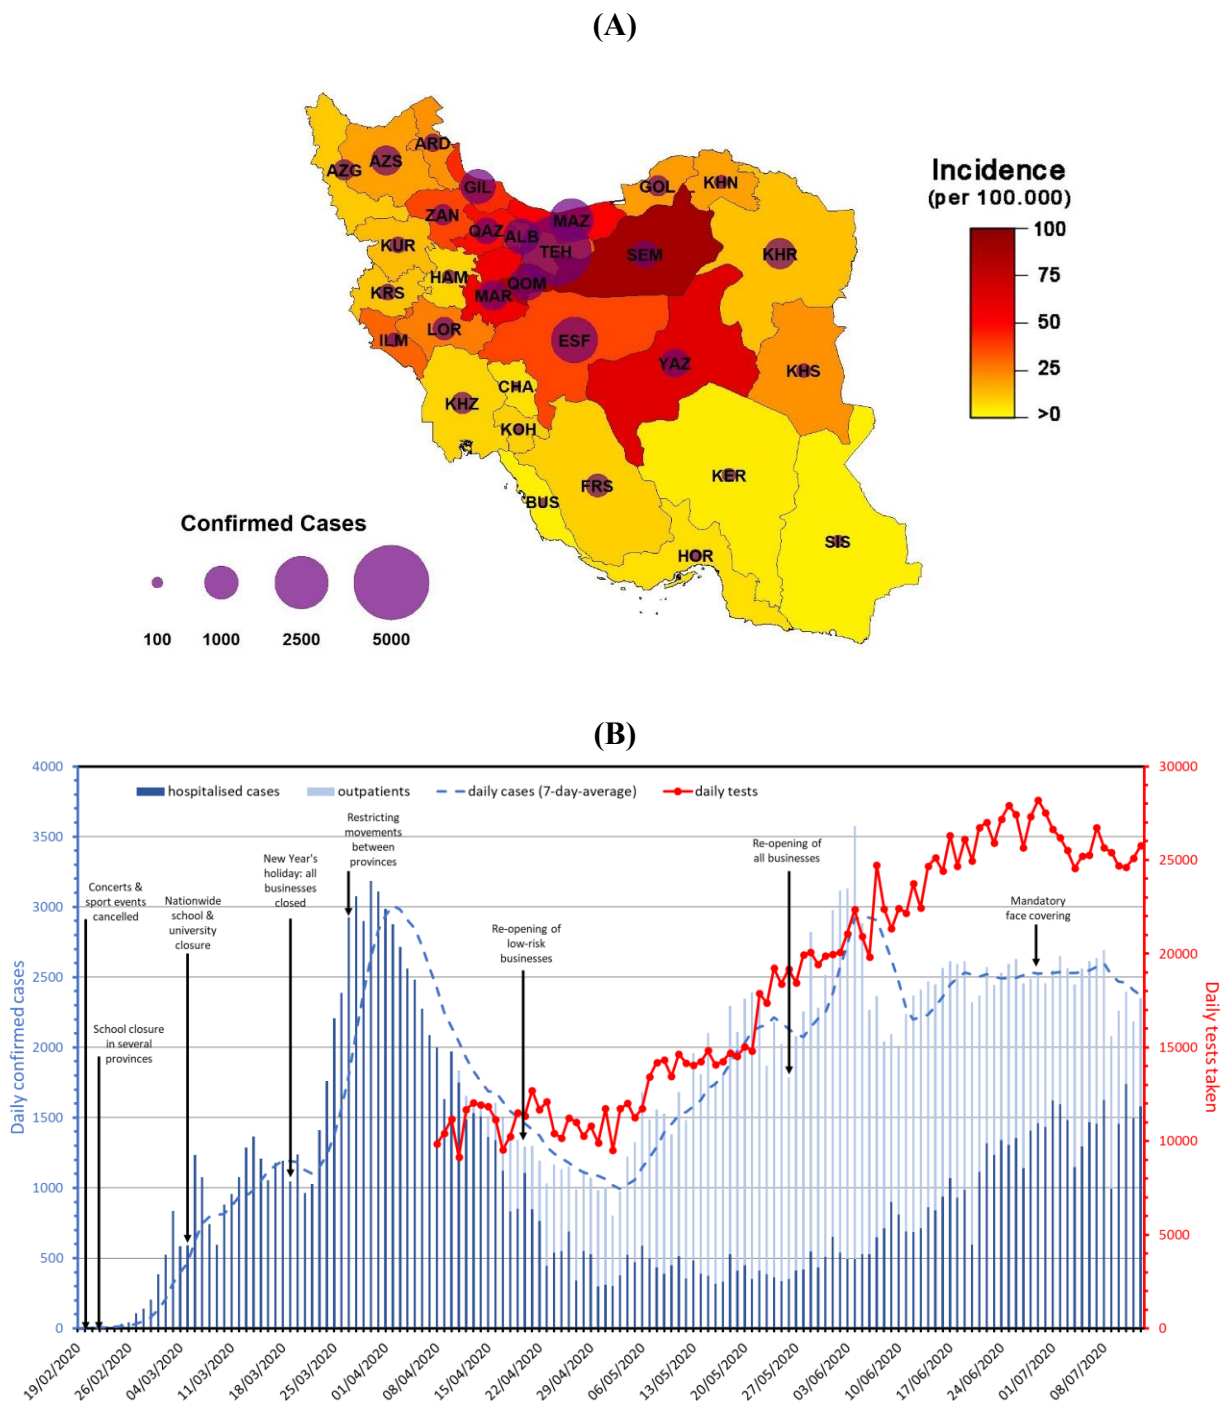 (A)
ARD
AZG
AZS
GIL
GOL
KHN
ZAN
QAZ
ALB
MAZ
TEH
SEM
KHR
KUR
HAM
QOM
MAR
KRS
ILM
LOR
ESF
YAZ
KHS
CHA
KHZ
KOH
FRS
KER
BUS
HOR
SIS
Incidence
(per 100.000)
100
75
50
25
>0
Confirmed Cases
100 1000 2500 5000
(B)
hospitalised cases outpatients daily cases (7-day-average) daily tests
Daily confirmed cases
4000
3500
3000
2500
2000
1500
1000
500
0
Concerts &
sport events
cancelled
School closure
in several
provinces
Nationwide
school &
university
closure
New Year's
holiday: all
businesses
closed
Restricting
movements
between
provinces
Re-opening of
low-risk
businesses
Re-opening of
all businesses
Mandatory
face covering
30000
25000
20000
15000
10000
5000
0
Daily tests taken
19/02/2020
26/02/2020
04/03/2020
11/03/2020
18/03/2020
25/03/2020
01/04/2020
08/04/2020
15/04/2020
22/04/2020
29/04/2020
06/05/2020
13/05/2020
20/05/2020
27/05/2020
03/06/2020
10/06/2020
17/06/2020
24/06/2020
01/07/2020
08/07/2020